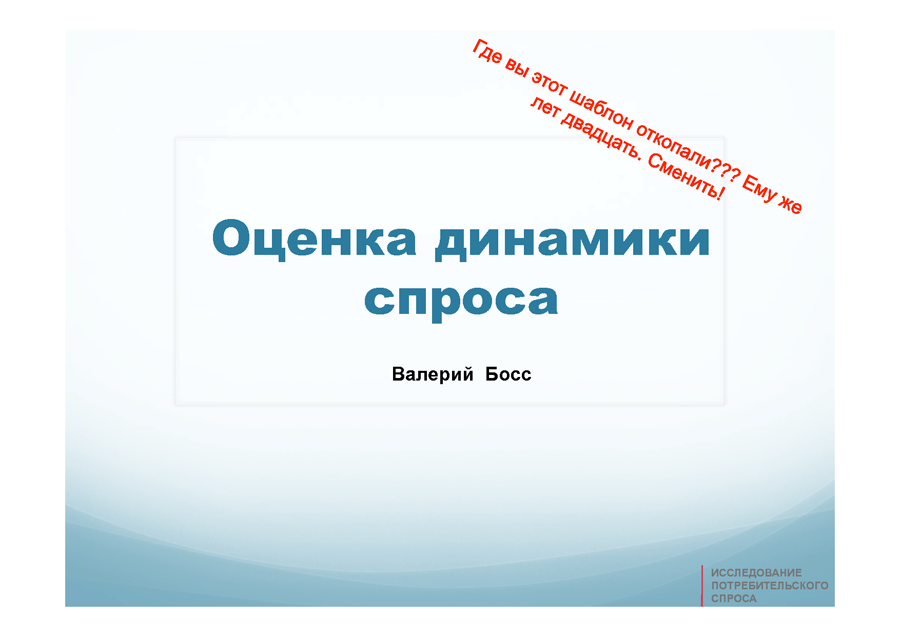 Где вы этот шаблон откопали??? Ему же
лет двадцать. Сменить!
Оценка динамики
спроса
Валерий Босс
ИССЛЕДОВАНИЕ
ПОТРЕБИТЕЛЬСКОГО
СПРОСА